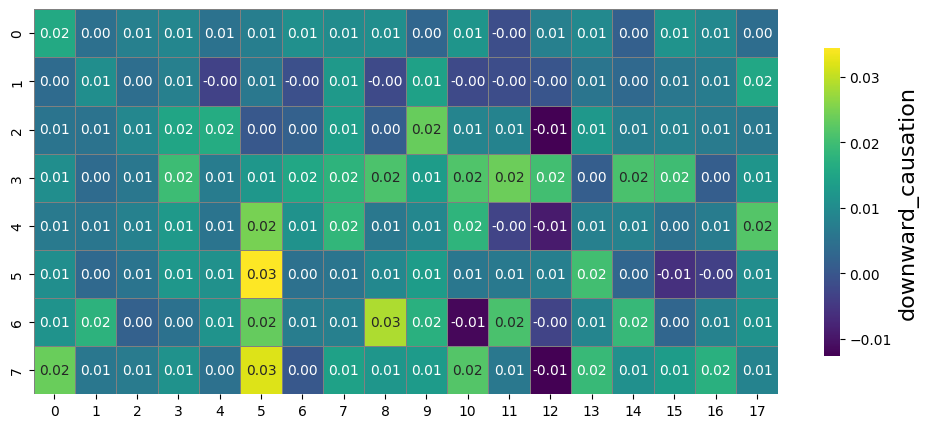 0 0.02 0.00 0.01 0.01 0.01 0.01 0.01 0.01 0.01 0.00 0.01 -0.00 0.01 0.01 0.00 0.01 0.01 0.00
1 0.00 0.01 0.00 0.01 -0.00 0.01 -0.00 0.01 -0.00 0.01 -0.00 -0.00 -0.00 0.01 0.00 0.01 0.01 0.02
2 0.01 0.01 0.01 0.02 0.02 0.00 0.00 0.01 0.00 0.02 0.01 0.01 -0.01 0.01 0.01 0.01 0.01 0.01
3 0.01 0.00 0.01 0.02 0.01 0.01 0.02 0.02 0.02 0.01 0.02 0.02 0.02 0.00 0.02 0.02 0.00 0.01
4 0.01 0.01 0.01 0.01 0.01 0.02 0.01 0.02 0.01 0.01 0.02 -0.00 -0.01 0.01 0.01 0.00 0.01 0.02
5 0.01 0.00 0.01 0.01 0.01 0.03 0.00 0.00 0.01 0.01 0.01 0.01 0.01 0.02 0.00 -0.01 -0.00 0.01
6 0.01 0.02 0.00 0.00 0.01 0.02 0.01 0.01 0.03 0.02 -0.01 0.02 -0.00 0.01 0.02 0.00 0.01 0.01
7 0.02 0.01 0.01 0.01 0.00 0.03 0.00 0.01 0.01 0.01 0.02 0.01 -0.01 0.02 0.01 0.01 0.02 0.01
0 1 2 3 4 5 6 7 8 9 10 11 12 13 14 15 16 17
0.03
0.02
0.01
0.00
−0.01
downward_causation